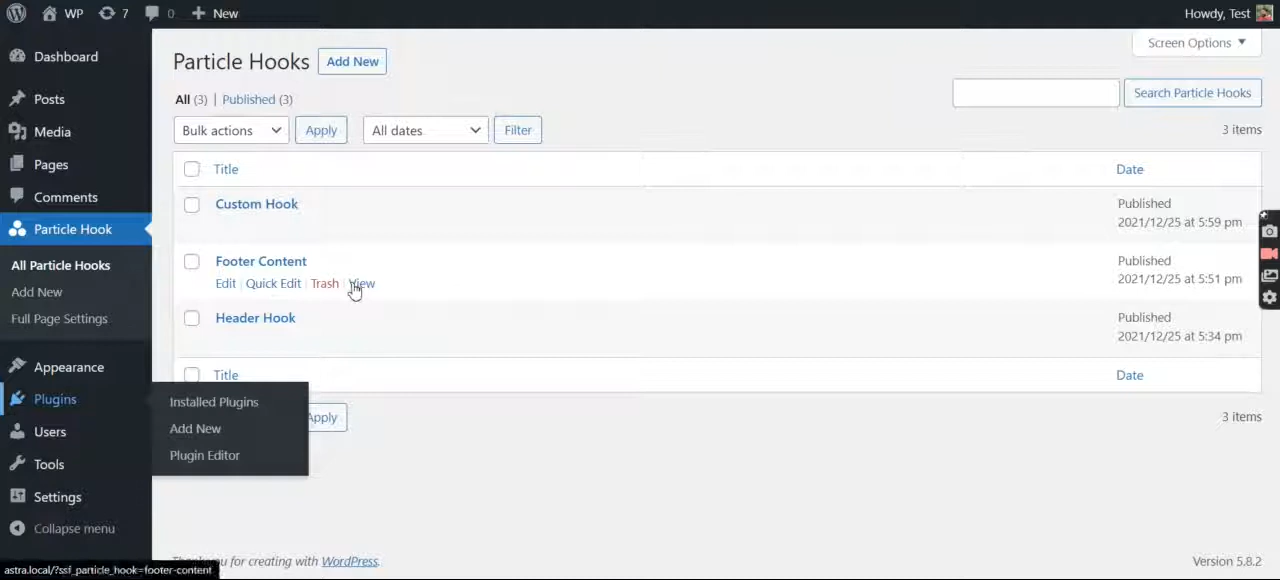 WP 7 0 New Howdy, Test
Screen Options
Dashboard
Posts
Media
Pages
Comments
Particle Hook
All Particle Hooks
Add New
Full Page Settings
Appearance
Plugins
Users
Tools
Settings
Collapse menu
Installed Plugins
Add New
Plugin Editor
Particle Hooks Add New
All (3) | Published (3)
Search Particle Hooks
Bulk actions Apply All dates Filter 3 items
Title Date
Custom Hook Published
2021/12/25 at 5:59 pm
Footer Content Published
Edit | Quick Edit | Trash | View 2021/12/25 at 5:51 pm
Header Hook Published
2021/12/25 at 5:34 pm
Title Date
Apply 3 items
Thank you for creating with WordPress. Version 5.8.2
astra.local/?ssf_particle_hook=footer-content